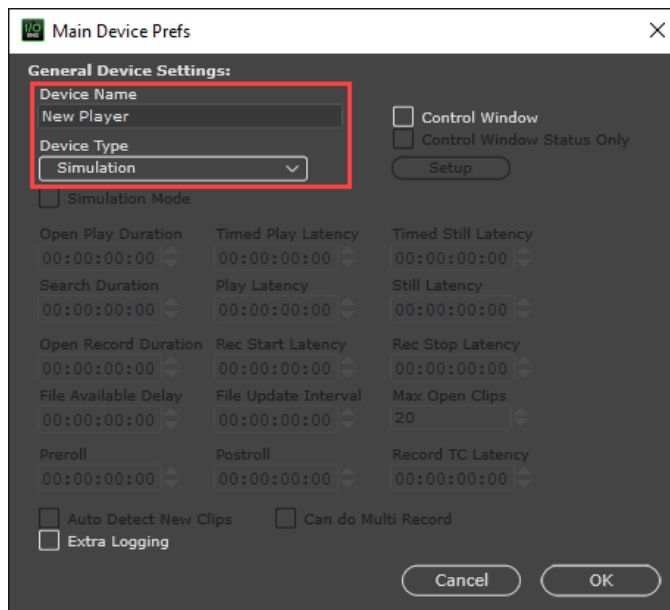 I/O
ENG
Main Device Prefs
General Device Settings:
Device Name
New Player
Control Window
Control Window Status Only
Device Type
Simulation
Setup
Simulation Mode
Open Play Duration Timed Play Latency Timed Still Latency
00:00:00:00 00:00:00:00 00:00:00:00
Search Duration Play Latency Still Latency
00:00:00:00 00:00:00:00 00:00:00:00
Open Record Duration Rec Start Latency Rec Stop Latency
00:00:00:00 00:00:00:00 00:00:00:00
File Available Delay File Update Interval Max Open Clips
00:00:00:00 00:00:00:00 20
Preroll Postroll Record TC Latency
00:00:00:00 00:00:00:00 00:00:00:00
Auto Detect New Clips Can do Multi Record
Extra Logging
Cancel OK